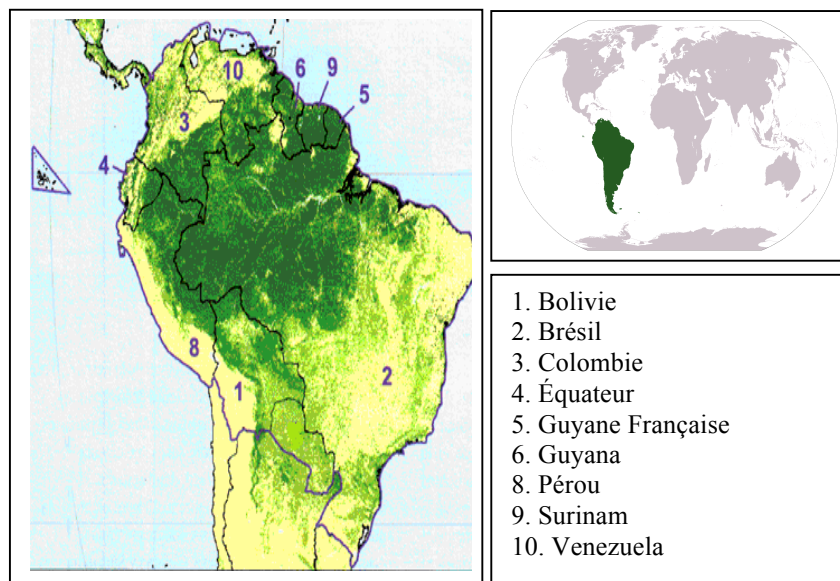 10
9
6
5
3
4
8
1
2
1. Bolivie
2. Brésil
3. Colombie
4. Équateur
5. Guyane Française
6. Guyana
8. Pérou
9. Surinam
10. Venezuela